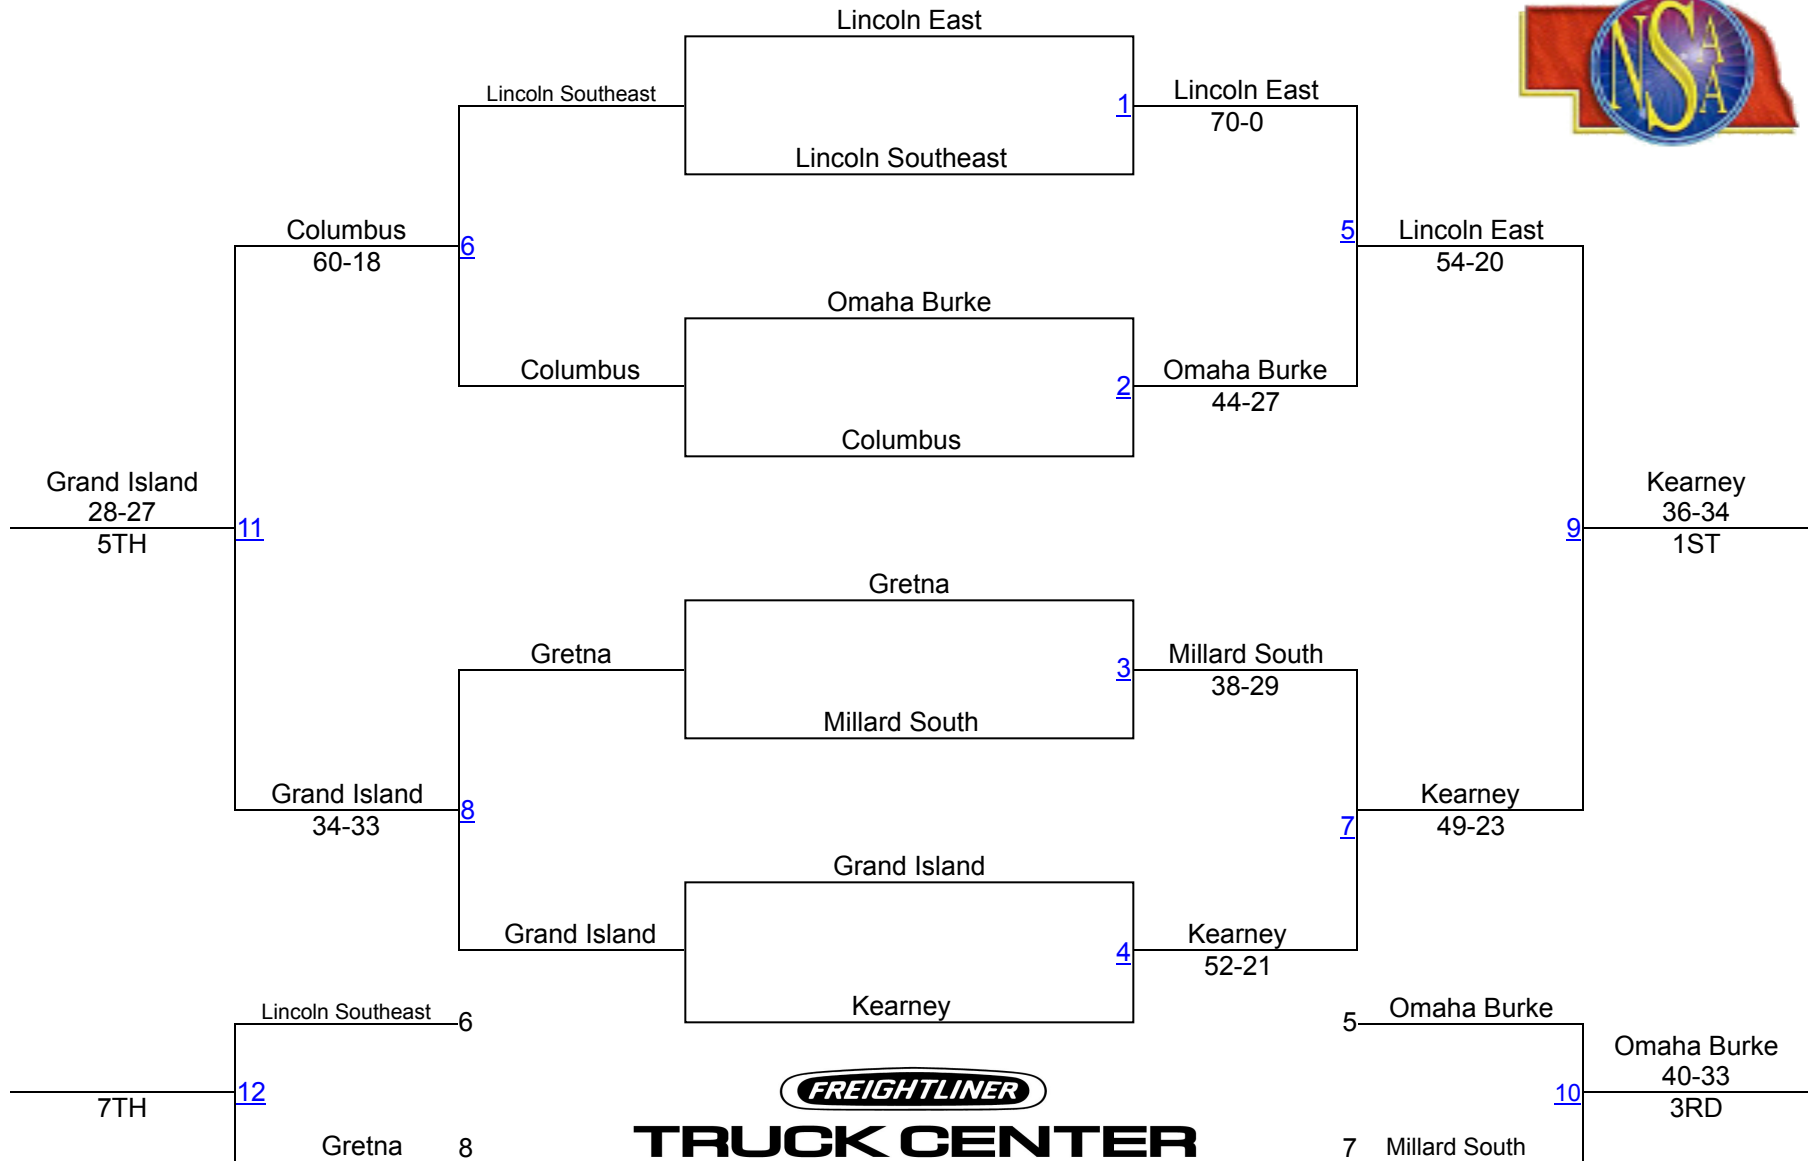 Lincoln East
NSAA
Lincoln Southeast
1
Lincoln East
70-0
Lincoln Southeast
Columbus
60-18
6
5
Lincoln East
54-20
Omaha Burke
Columbus
2
Omaha Burke
44-27
Columbus
Grand Island
28-27
5TH
11
9
Kearney
36-34
1ST
Gretna
Gretna
3
Millard South
38-29
Millard South
Grand Island
34-33
8
7
Kearney
49-23
Grand Island
Grand Island
4
Kearney
52-21
Kearney
Lincoln Southeast
6
5
Omaha Burke
12
7TH
FREIGHTLINER
TRUCK CENTER
10
Omaha Burke
40-33
3RD
Gretna
8
7
Millard South